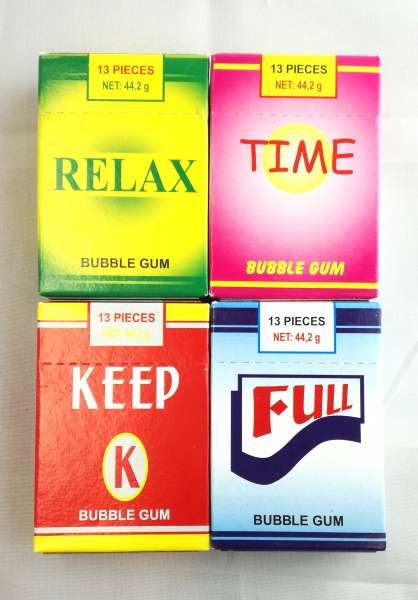 13 PIECES
NET: 44,2 g
RELAX
BUBBLE GUM
13 PIECES
NET: 44,2 g
TIME
BUBBLE GUM
13 PIECES
NET: 44,2 g
KEEP
K
BUBBLE GUM
13 PIECES
NET: 44,2 g
FULL
BUBBLE GUM